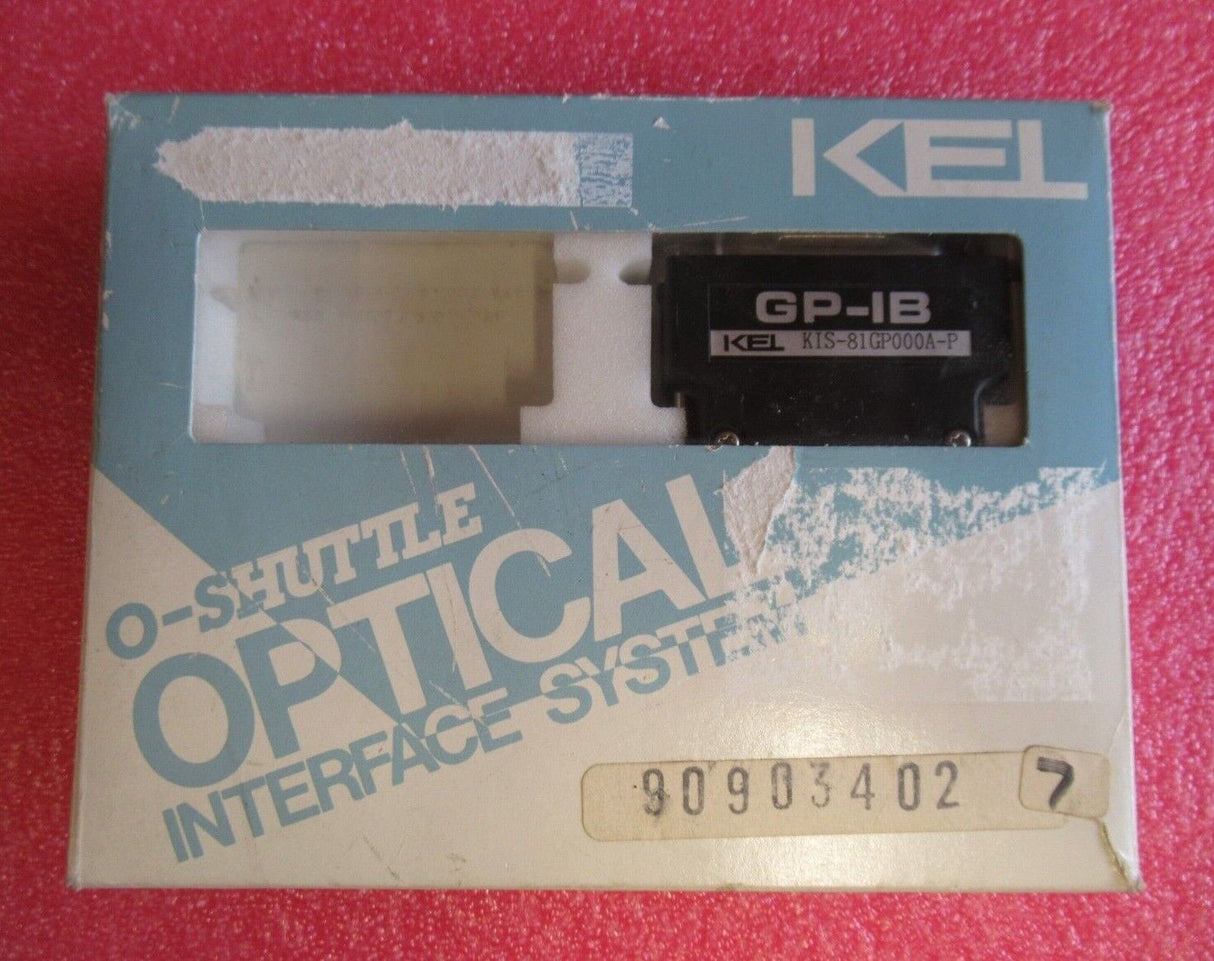 KEL
GP-IB
KEL KIS-81GP000A-P
O-SHUTTLE
OPTICAL
INTERFACE SYSTEM
90903402 7